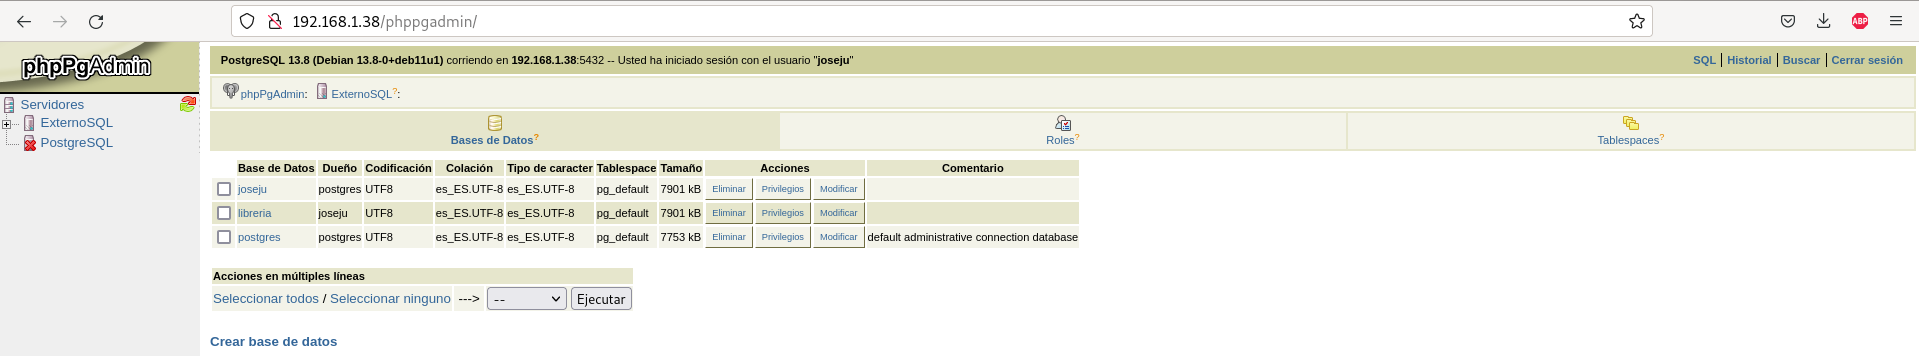 192.168.1.38/phppgadmin/
ABP
phpPgAdmin
Servidores
ExternoSQL
PostgreSQL
PostgreSQL 13.8 (Debian 13.8-0+deb11u1) corriendo en 192.168.1.38:5432 -- Usted ha iniciado sesión con el usuario "joseju"
SQL | Historial | Buscar | Cerrar sesión
phpPgAdmin: ExternoSQL?:
Bases de Datos? Roles? Tablespaces?
Base de Datos Dueño Codificación Colación Tipo de caracter Tablespace Tamaño Acciones Comentario
joseju postgres UTF8 es_ES.UTF-8 es_ES.UTF-8 pg_default 7901 kB Eliminar Privilegios Modificar
libreria joseju UTF8 es_ES.UTF-8 es_ES.UTF-8 pg_default 7901 kB Eliminar Privilegios Modificar
postgres postgres UTF8 es_ES.UTF-8 es_ES.UTF-8 pg_default 7753 kB Eliminar Privilegios Modificar default administrative connection database
Acciones en múltiples líneas
Seleccionar todos / Seleccionar ninguno ---> -- Ejecutar
Crear base de datos